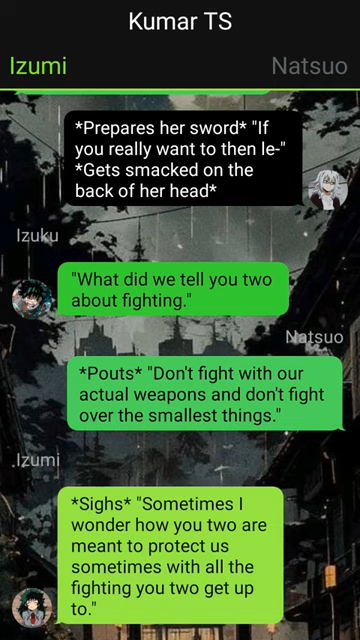 Kumar TS
Izumi
Natsuo
*Prepares her sword* "If
you really want to then le-"
*Gets smacked on the
back of her head*
Izuku
"What did we tell you two
about fighting."
Natsuo
*Pouts* "Don't fight with our
actual weapons and don't fight
over the smallest things."
Izumi
*Sighs* "Sometimes I
wonder how you two are
meant to protect us
sometimes with all the
fighting you two get up
to."